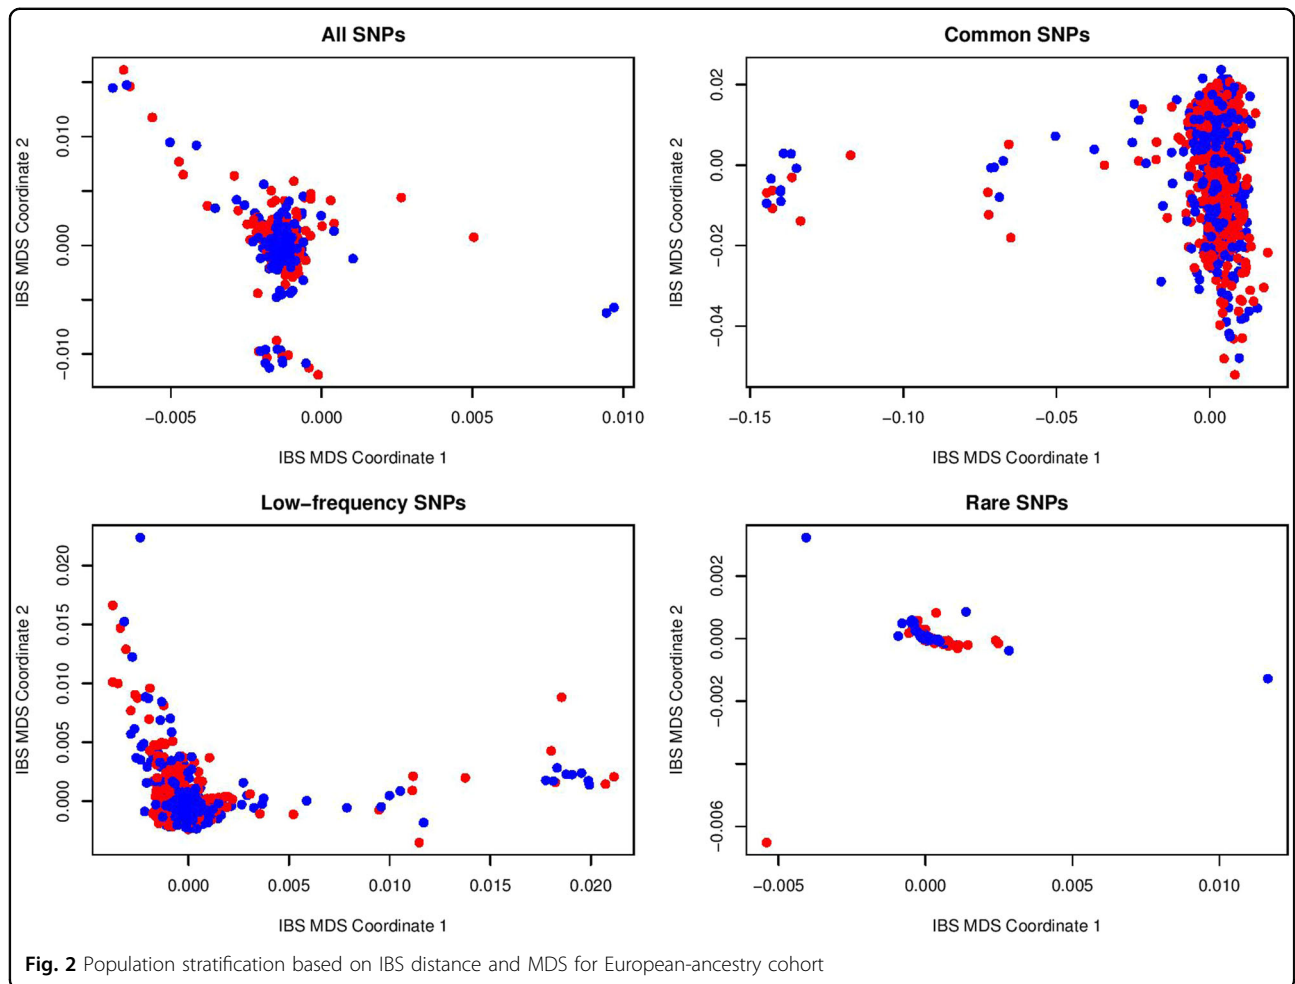 All SNPs
IBS MDS Coordinate 2
0.010
0.000
−0.010
−0.005
0.000
0.005
0.010
IBS MDS Coordinate 1
Common SNPs
IBS MDS Coordinate 2
0.02
0.00
−0.02
−0.04
−0.15
−0.10
−0.05
0.00
IBS MDS Coordinate 1
Low−frequency SNPs
IBS MDS Coordinate 2
0.020
0.015
0.010
0.005
0.000
0.000
0.005
0.010
0.015
0.020
IBS MDS Coordinate 1
Rare SNPs
IBS MDS Coordinate 2
0.002
0.000
−0.002
−0.006
−0.005
0.000
0.005
0.010
IBS MDS Coordinate 1
Fig. 2 Population stratification based on IBS distance and MDS for European-ancestry cohort